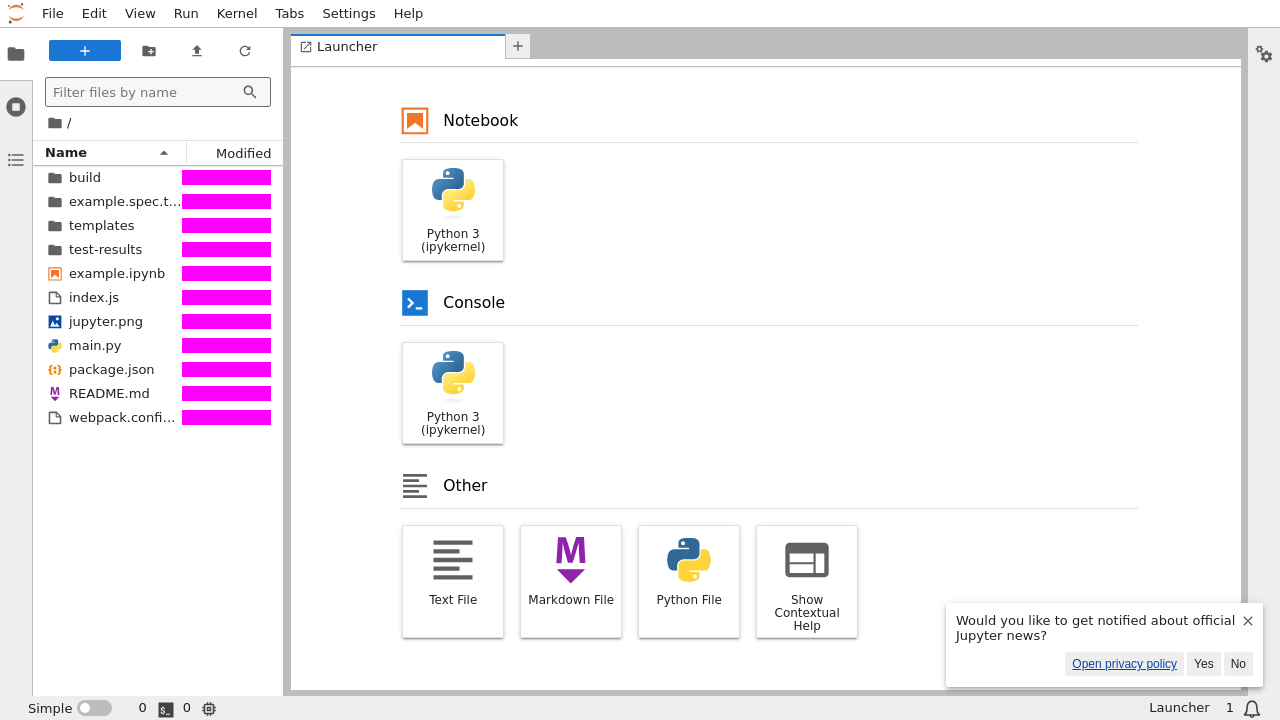 File Edit View Run Kernel Tabs Settings Help
Launcher
Filter files by name
/
Name Modified
build
example.spec.t...
templates
test-results
example.ipynb
index.js
jupyter.png
main.py
package.json
README.md
webpack.confi...
Notebook
Python 3
(ipykernel)
Console
Python 3
(ipykernel)
Other
Text File
Markdown File
Python File
Show
Contextual
Help
Would you like to get notified about official
Jupyter news?
Open privacy policy Yes No
Simple 0 $_ 0 Launcher 1